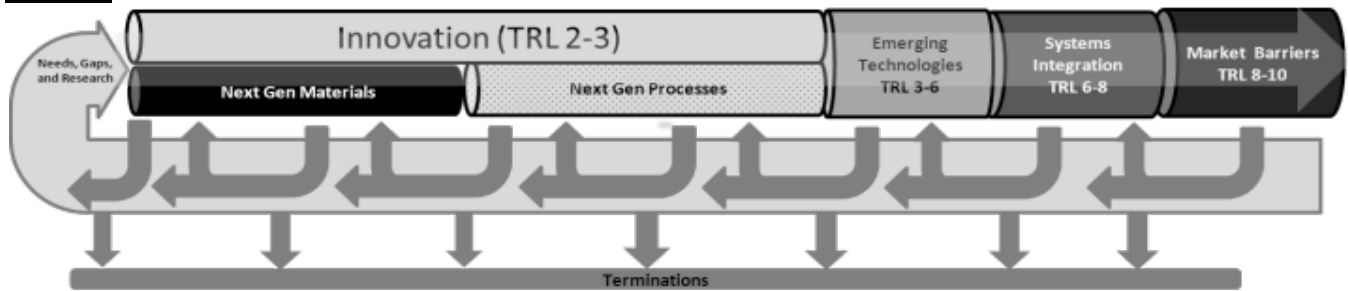 Needs, Gaps,
and Research
Innovation (TRL 2-3)
Next Gen Materials
Next Gen Processes
Emerging
Technologies
TRL 3-6
Systems
Integration
TRL 6-8
Market Barriers
TRL 8-10
Terminations